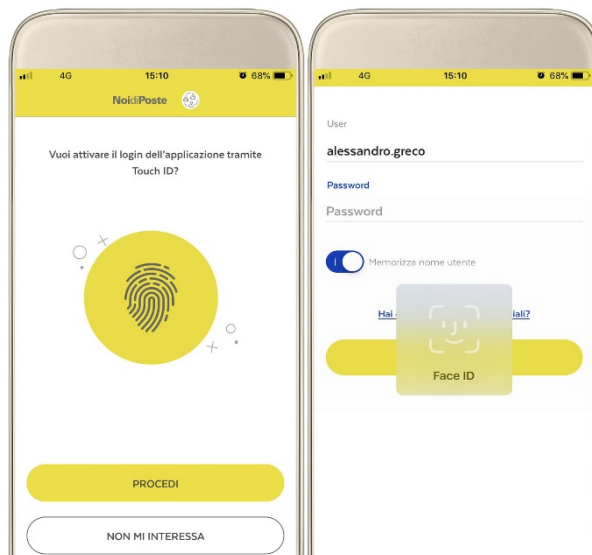 4G 15:10 68%
NoidiPoste
Vuoi attivare il login dell'applicazione tramite
Touch ID?
PROCEDI
NON MI INTERESSA
4G 15:10 68%
User
alessandro.greco
Password
Password
Memorizza nome utente
Hai iali?
Face ID